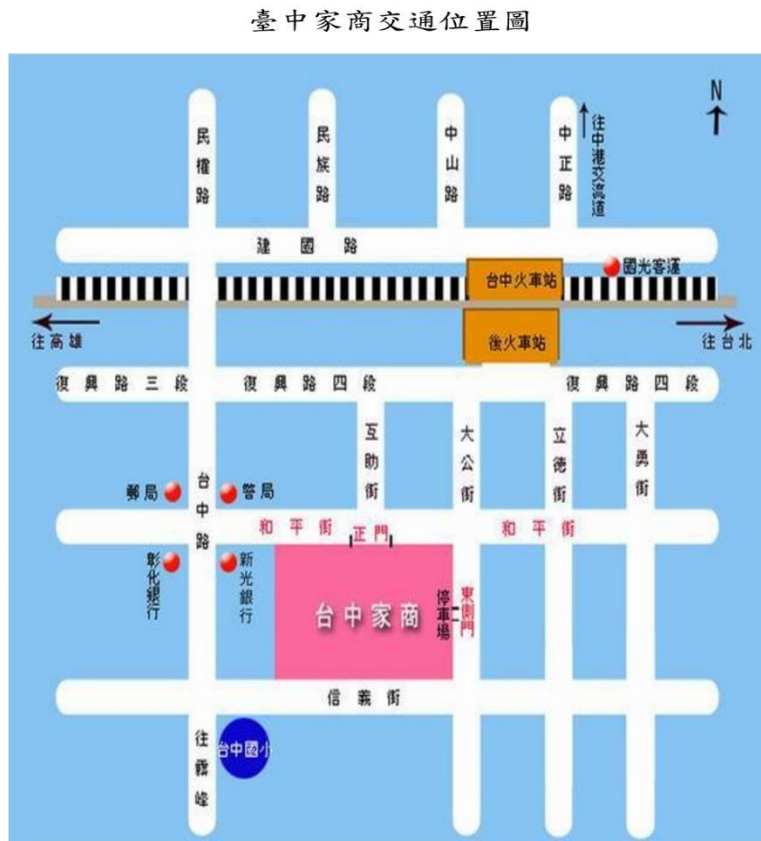 臺中家商交通位置圖
N
民權路
民族路
中山路
中正路
往中港交流道
建國路
國光客運
台中火車站
往高雄
後火車站
往台北
復興路三段
復興路四段
復興路四段
互助街
大公街
立德街
大勇街
台中路
郵局
警局
和平街
正門
和平街
彰化銀行
新光銀行
台中家商
停車場
東側門
信義街
往霧峰
台中國小